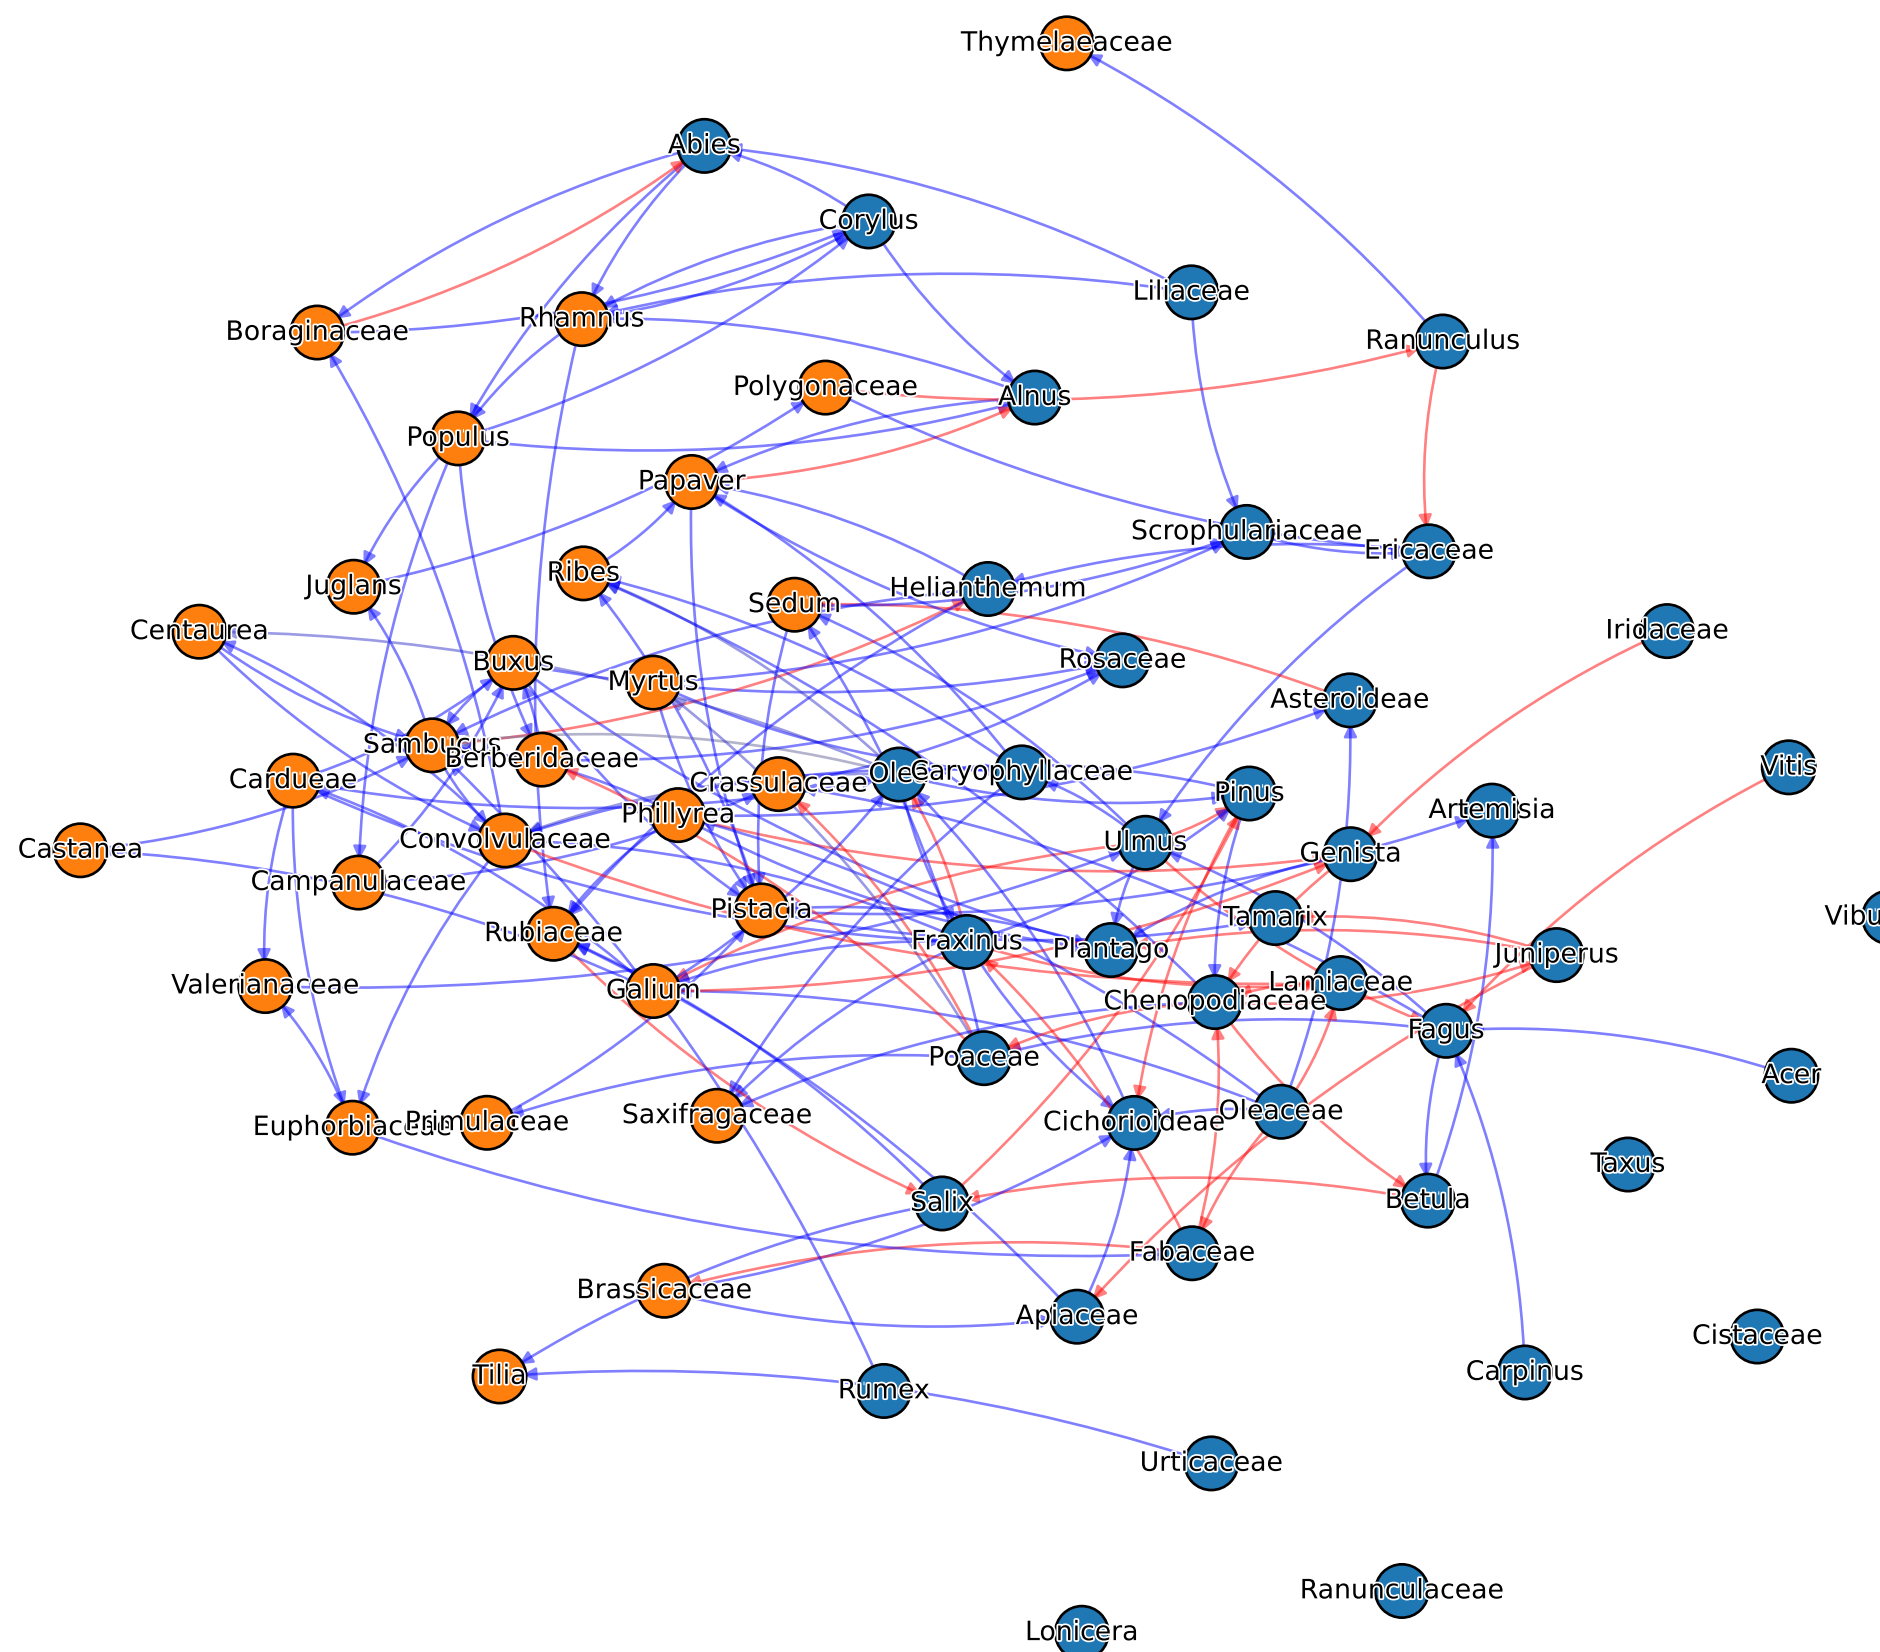 Thymelaeaceae
Abies
Corylus
Liliaceae
Boraginaceae
Rhamnus
Ranunculus
Polygonaceae
Alnus
Populus
Papaver
Scrophulariaceae
Ericaceae
Juglans
Ribes
Helianthemum
Sedum
Centaurea
Iridaceae
Buxus
Rosaceae
Myrtus
Asteroideae
Sambucus
Berberidaceae
Cardueae
Crassulaceae
Caryophyllaceae
Vitis
Pinus
Artemisia
Phillyrea
Convolvulaceae
Ulmus
Castanea
Genista
Campanulaceae
Pistacia
Tamarix
Rubiaceae
Fraxinus
Plantago
Juniperus
Valerianaceae
Galium
Lamiaceae
Chenopodiaceae
Fagus
Poaceae
Acer
Euphorbiaceae
Primulaceae
Saxifragaceae
Cichorioideae
Oleaceae
Taxus
Salix
Betula
Fabaceae
Brassicaceae
Apiaceae
Cistaceae
Tilia
Rumex
Carpinus
Urticaceae
Ranunculaceae
Lonicera